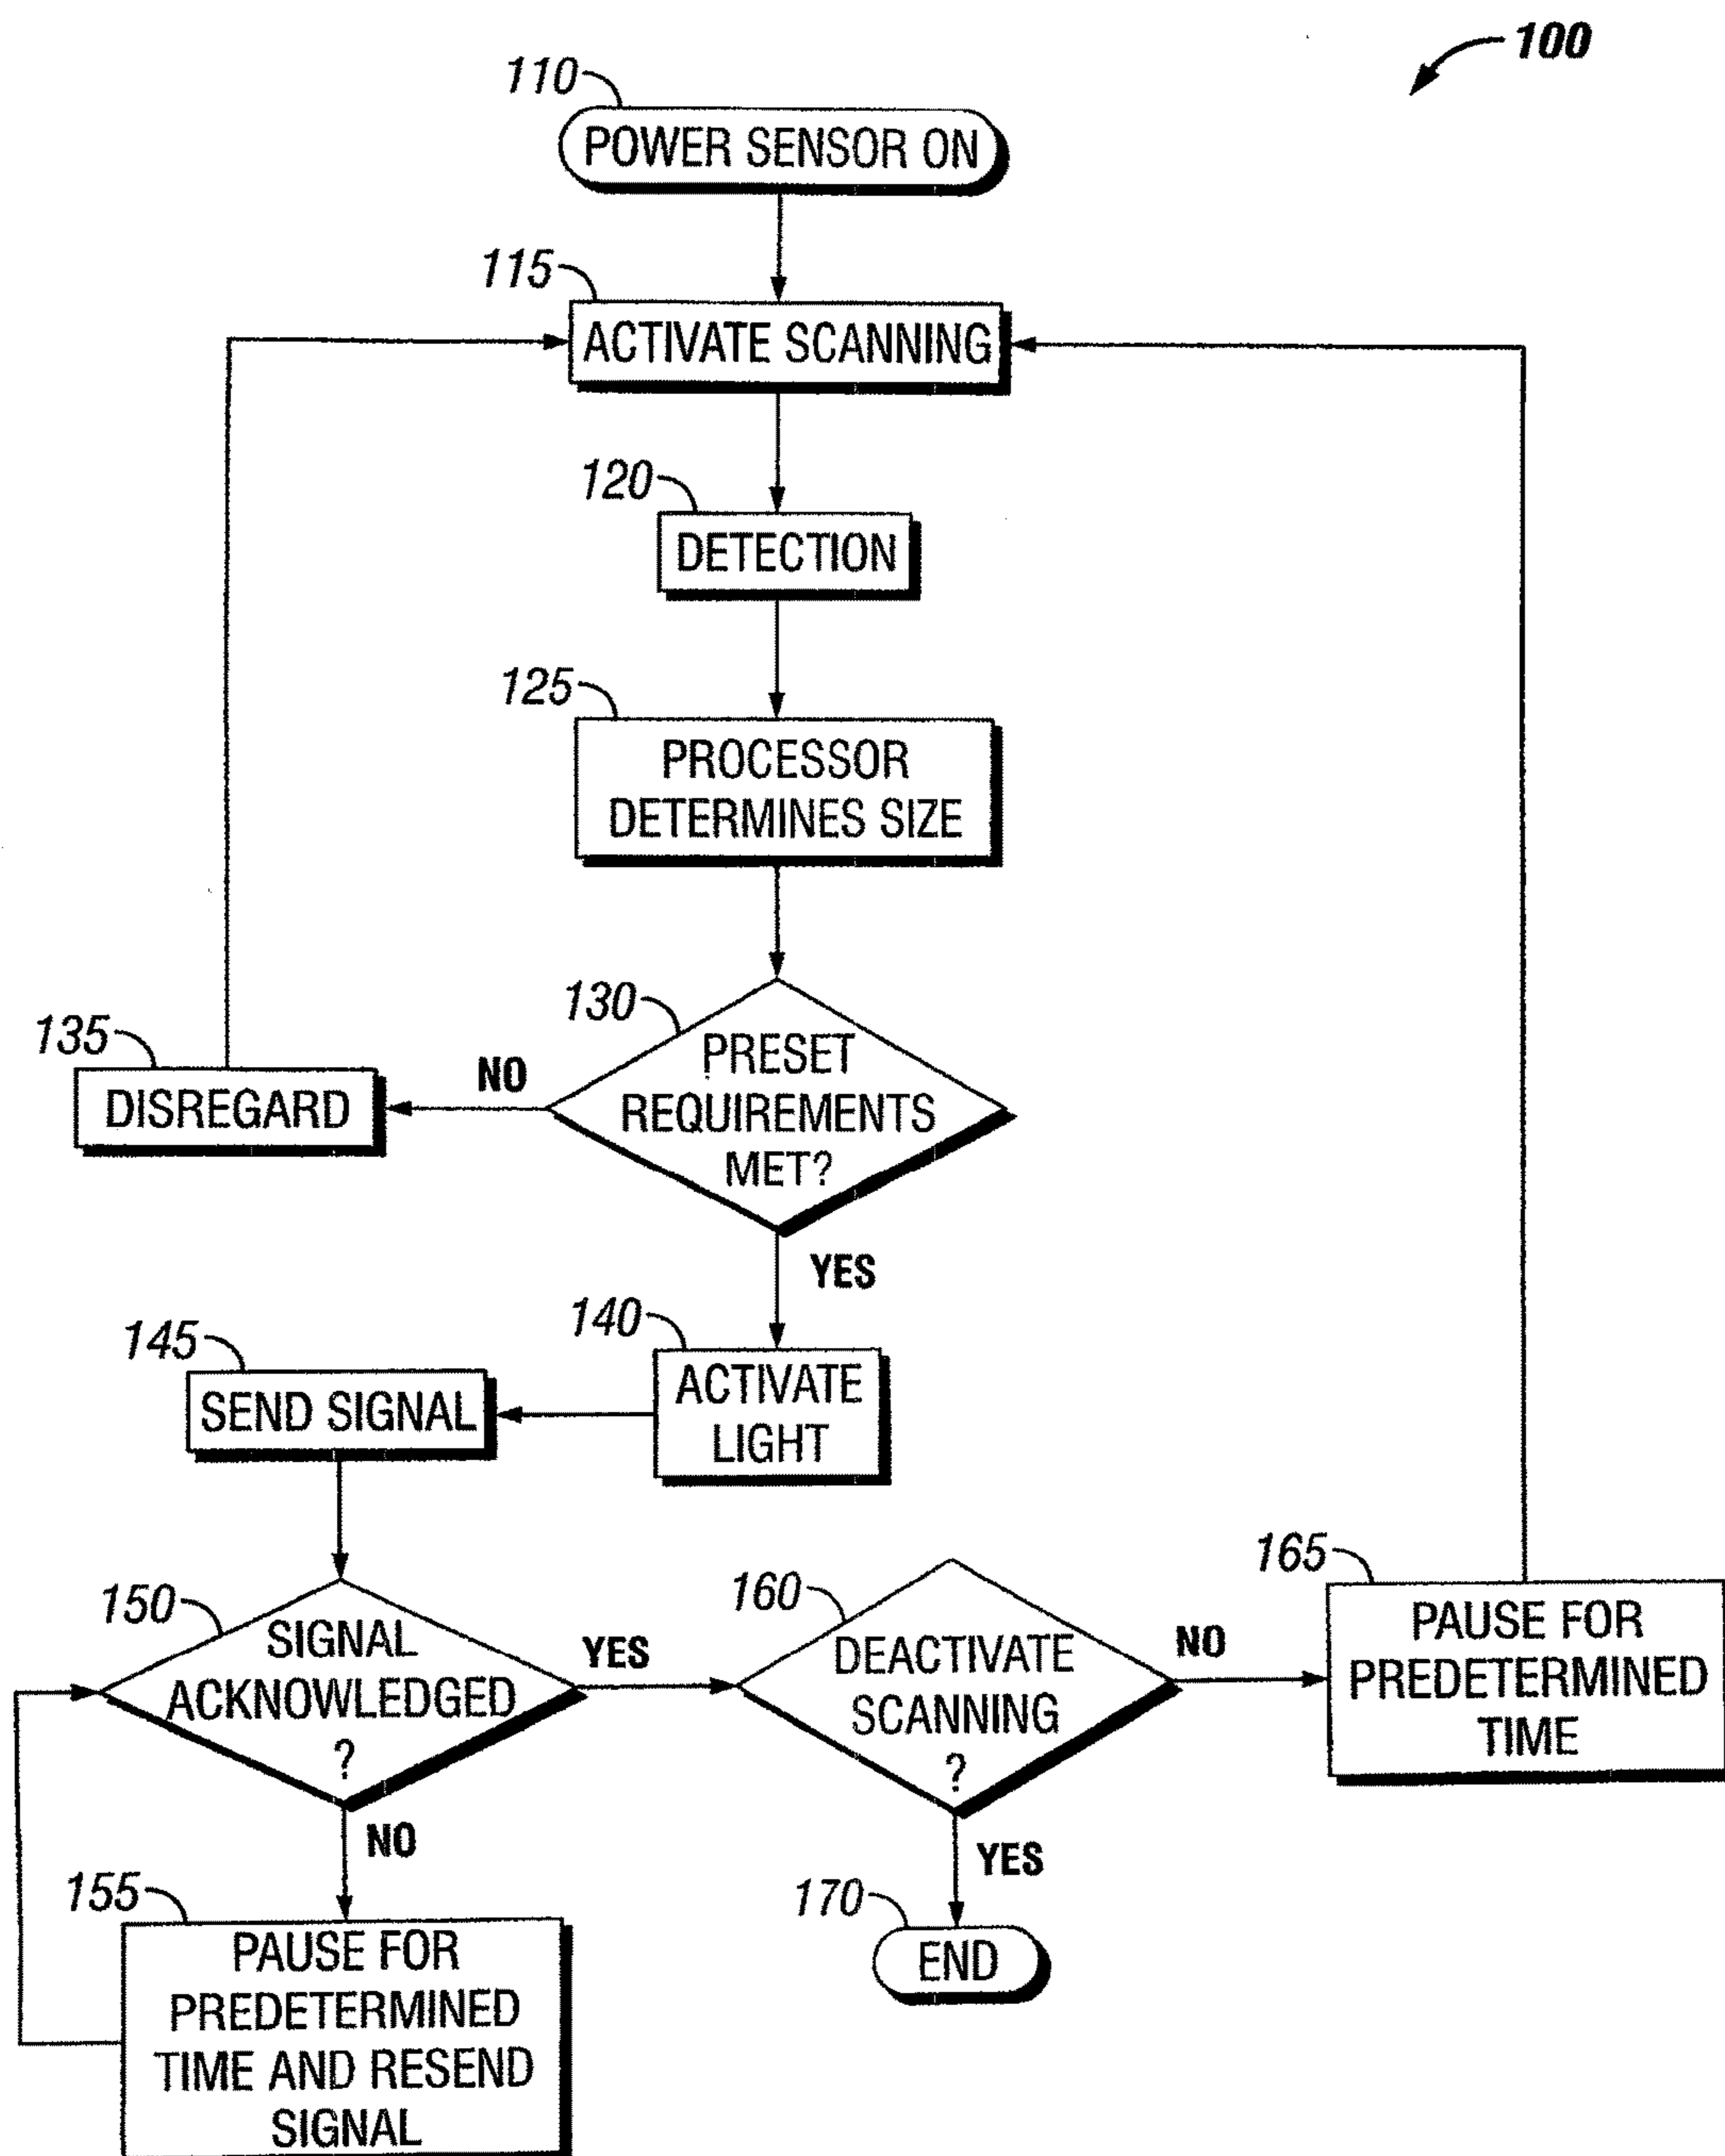 100
110
POWER SENSOR ON
115
ACTIVATE SCANNING
120
DETECTION
125
PROCESSOR
DETERMINES SIZE
130
PRESET
REQUIREMENTS
MET?
NO
135
DISREGARD
YES
140
ACTIVATE
LIGHT
145
SEND SIGNAL
150
SIGNAL
ACKNOWLEDGED
?
YES
160
DEACTIVATE
SCANNING
?
NO
165
PAUSE FOR
PREDETERMINED
TIME
NO
155
PAUSE FOR
PREDETERMINED
TIME AND RESEND
SIGNAL
YES
170
END